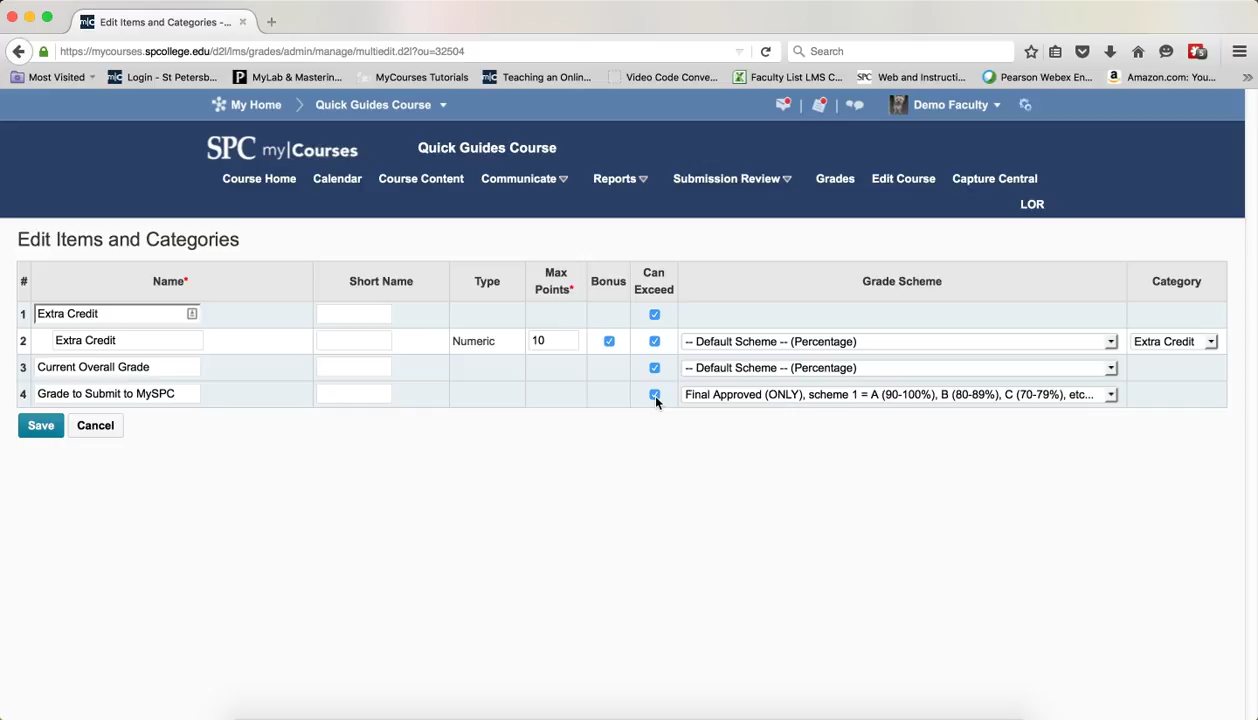 Edit Items and Categories -...
https://mycourses.spcollege.edu/d2l/lms/grades/admin/manage/multiedit.d2l?ou=32504
Search
Most Visited
Login - St Petersb...
MyLab & Masterin...
MyCourses Tutorials
Teaching an Onlin...
Video Code Conve...
Faculty List LMS C...
SPC Web and Instructi...
Pearson Webex En...
Amazon.com: You...
My Home
Quick Guides Course
Demo Faculty
SPC my|Courses
Quick Guides Course
Course Home Calendar Course Content Communicate Reports Submission Review Grades Edit Course Capture Central
LOR
Edit Items and Categories
# Name* Short Name Type Max Points* Bonus Can Exceed Grade Scheme Category
1 Extra Credit
2 Extra Credit Numeric 10 -- Default Scheme -- (Percentage) Extra Credit
3 Current Overall Grade -- Default Scheme -- (Percentage)
4 Grade to Submit to MySPC Final Approved (ONLY), scheme 1 = A (90-100%), B (80-89%), C (70-79%), etc...
Save Cancel